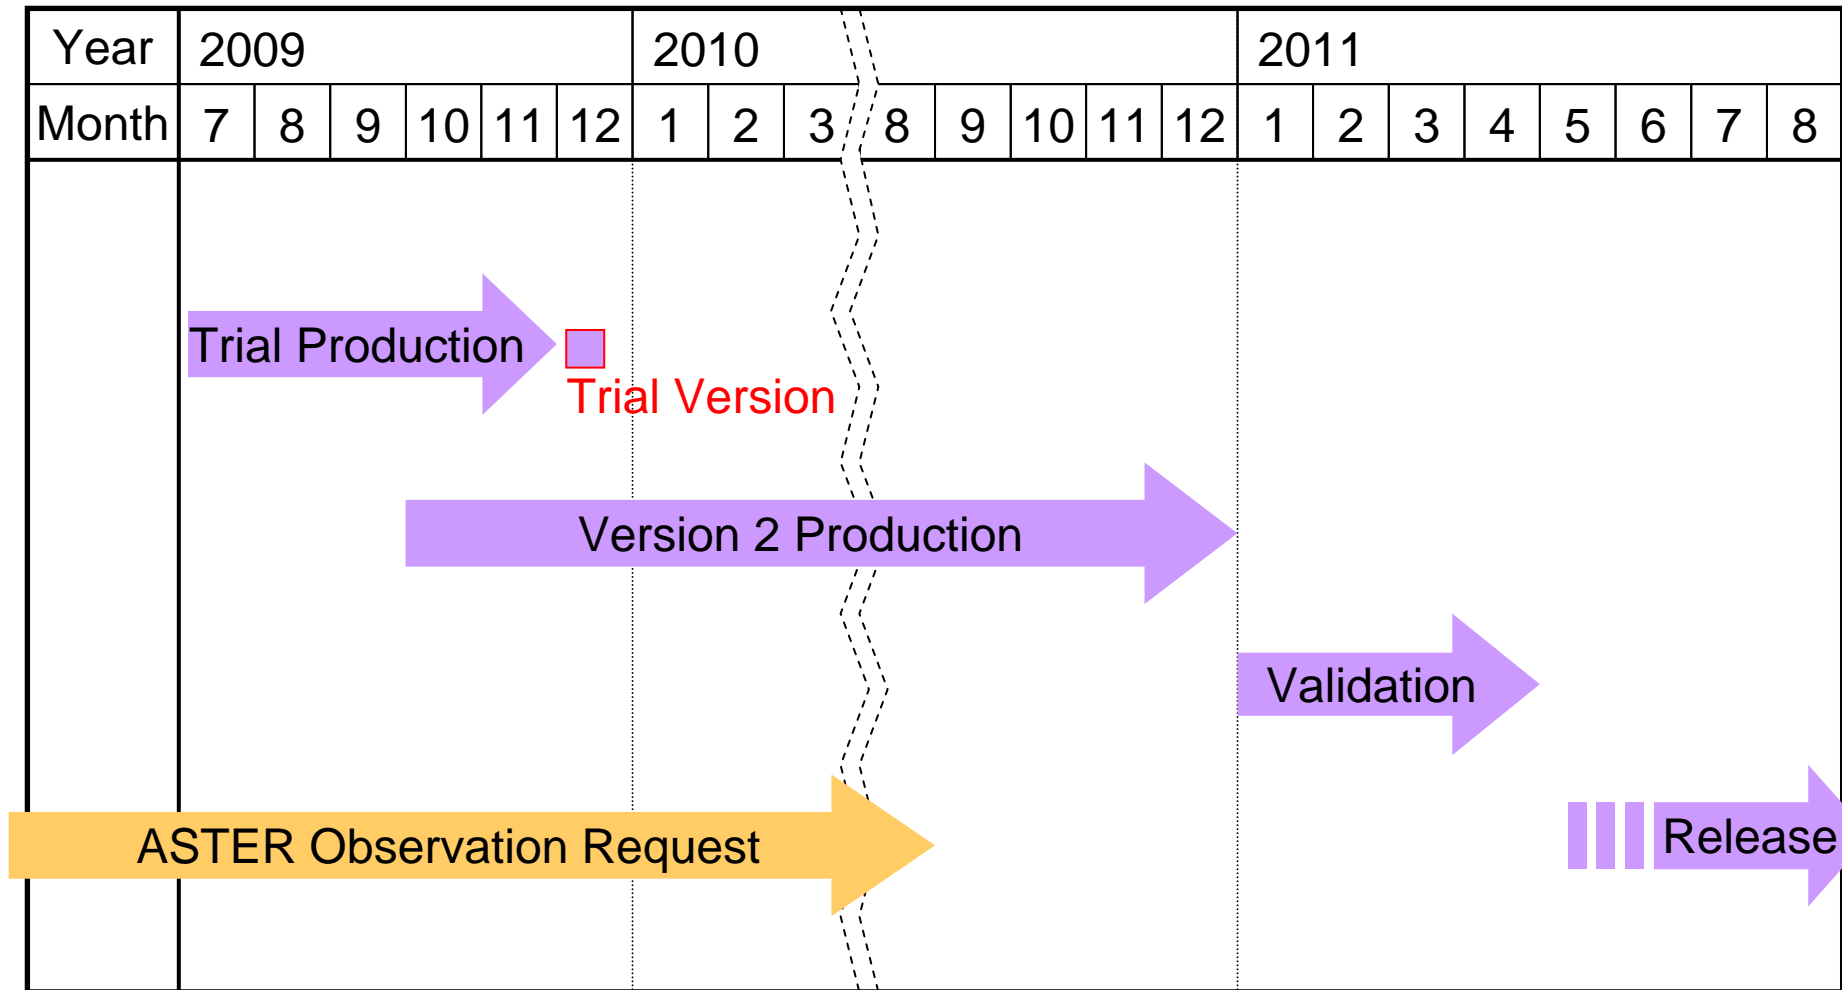 Year 2009 2010 2011
Month 7 8 9 10 11 12 1 2 3 8 9 10 11 12 1 2 3 4 5 6 7 8
Trial Production
Trial Version
Version 2 Production
Validation
ASTER Observation Request
Release